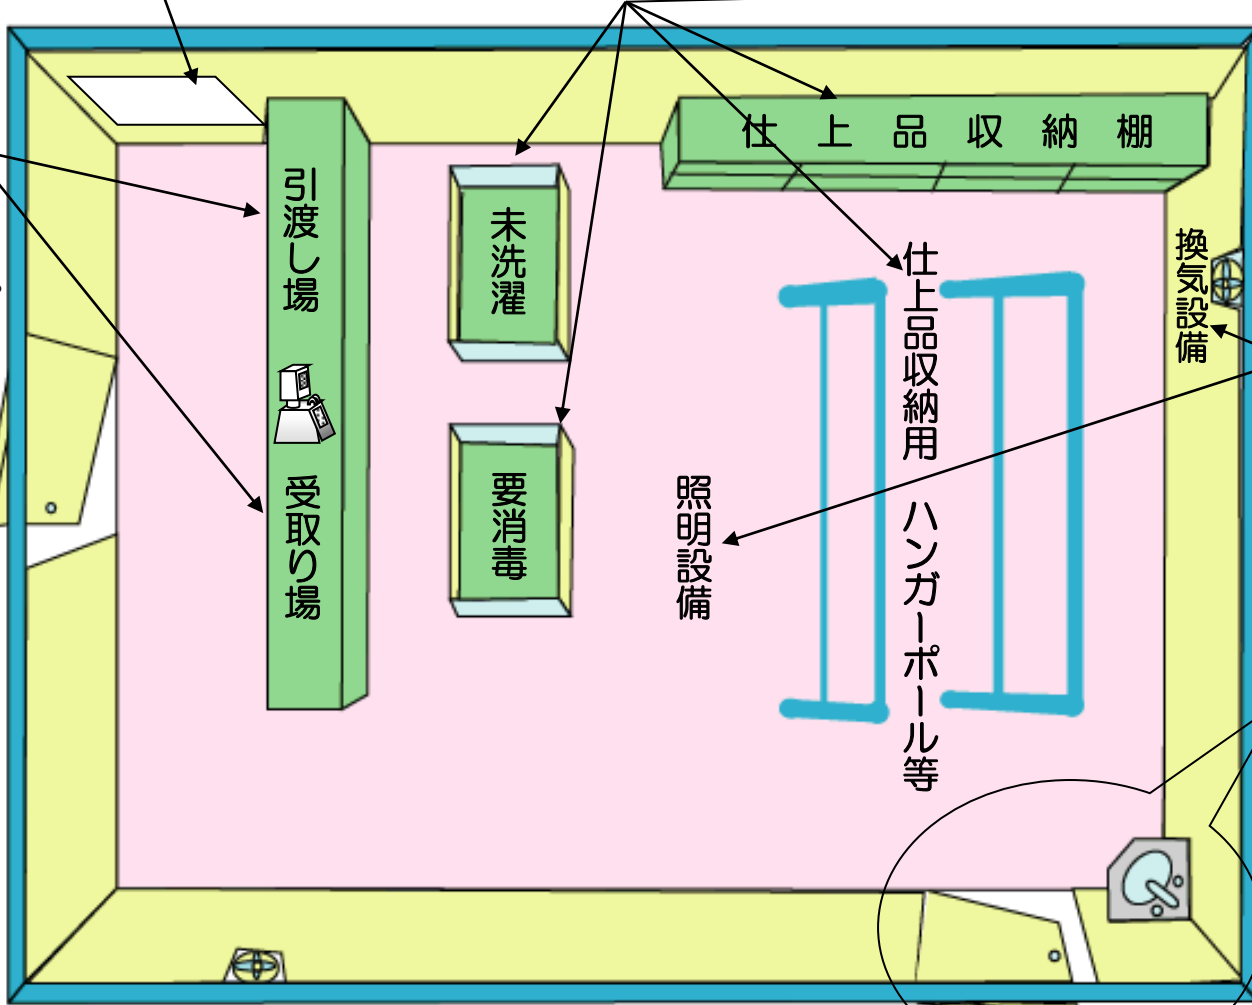 仕上品収納棚
引渡し場
未洗濯
換気設備
仕上品収納用 ハンガーポール等
受取り場
要消毒
照明設備